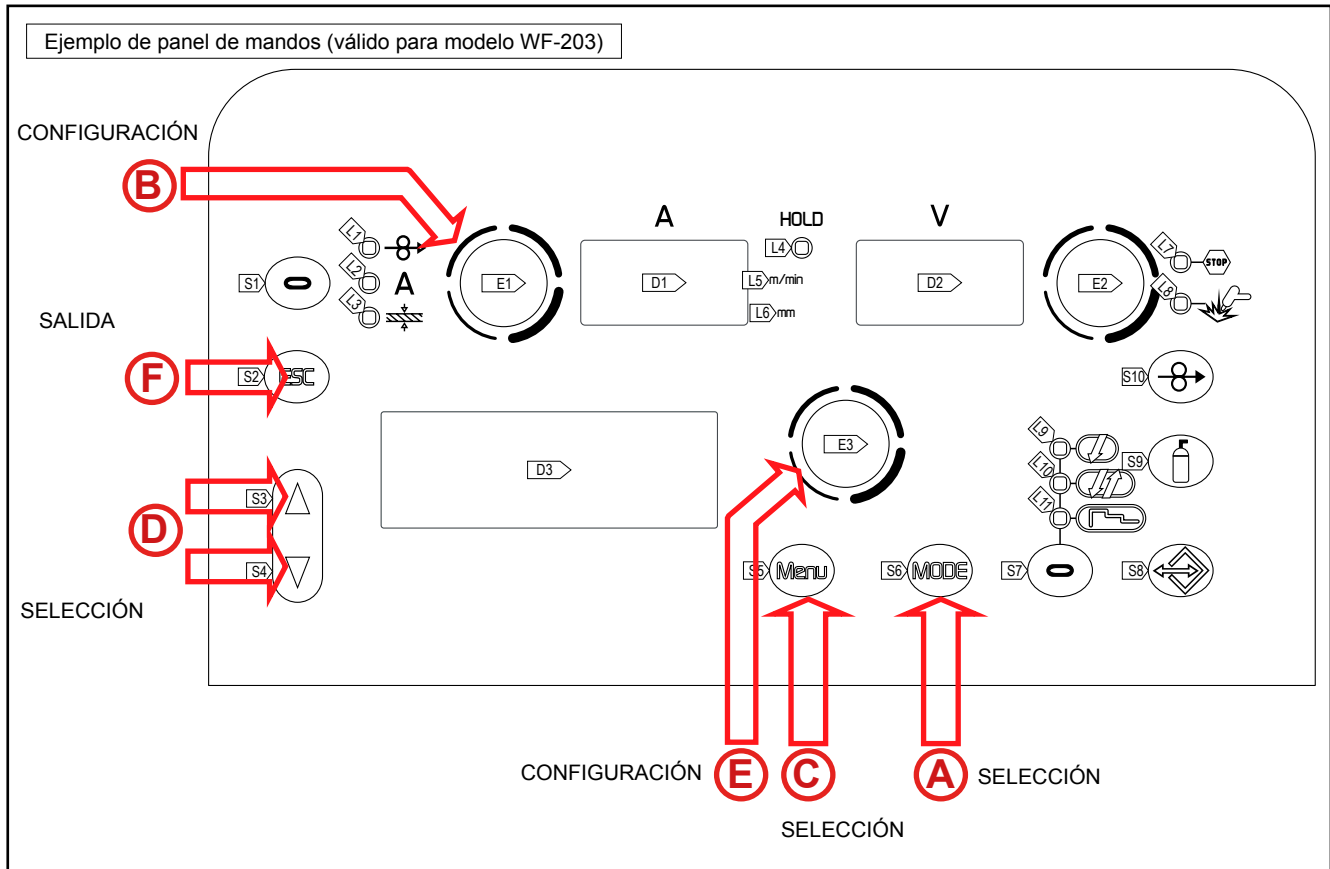 Ejemplo de panel de mandos (válido para modelo WF-203)
CONFIGURACIÓN
B
A
HOLD
V
L1
L4
L7
STOP
L2
S1
A
E1
D1
L5 m/min
D2
E2
L8
L3
L6 mm
SALIDA
F
S2
ESC
S10
E3
L9
D3
L10
S9
S3
L11
D
S4
S5
Menu
S6
MODE
S7
S8
SELECCIÓN
CONFIGURACIÓN
E
C
A
SELECCIÓN
SELECCIÓN